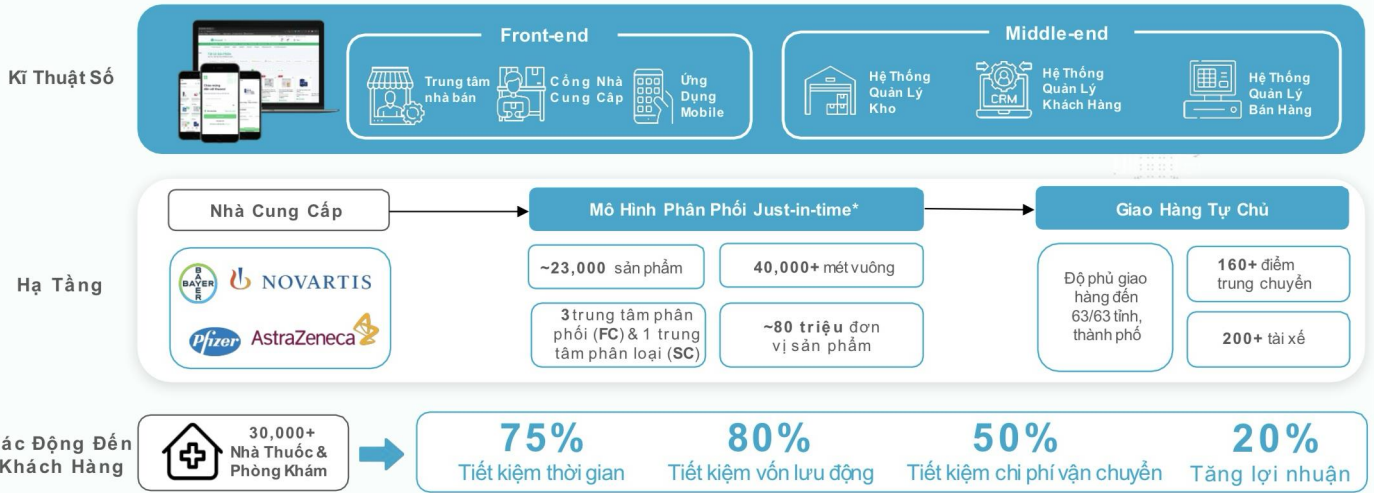 Kĩ Thuật Số
Front-end
Trung tâm
nhà bán
Cổng Nhà
Cung Cấp
Ứng
Dụng
Mobile
Middle-end
Hệ Thống
Quản Lý
Kho
CRM
Hệ Thống
Quản Lý
Khách Hàng
Hệ Thống
Quản Lý
Bán Hàng
Hạ Tầng
Nhà Cung Cấp
BAYER
BAYER
NOVARTIS
Pfizer
AstraZeneca
Mô Hình Phân Phối Just-in-time*
~23,000 sản phẩm
40,000+ mét vuông
3 trung tâm phân
phối (FC) & 1 trung
tâm phân loại (SC)
~80 triệu đơn
vị sản phẩm
Giao Hàng Tự Chủ
Độ phủ giao
hàng đến
63/63 tỉnh,
thành phố
160+ điểm
trung chuyển
200+ tài xế
ác Động Đến
Khách Hàng
30,000+
Nhà Thuốc &
Phòng Khám
75%
Tiết kiệm thời gian
80%
Tiết kiệm vốn lưu động
50%
Tiết kiệm chi phí vận chuyển
20%
Tăng lợi nhuận